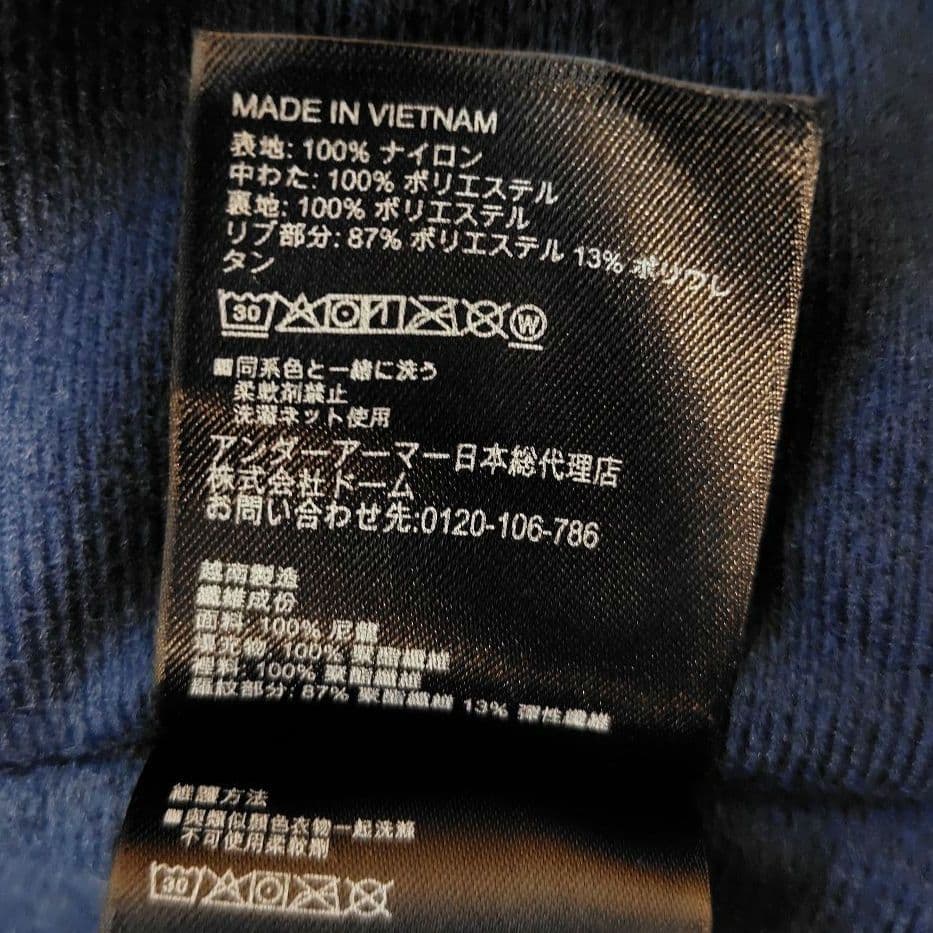 MADE IN VIETNAM
表地: 100% ナイロン
中わた: 100% ポリエステル
裏地: 100% ポリエステル
リブ部分: 87% ポリエステル 13% ポリウレ
タン
30 W
■同系色と一緒に洗う
柔軟剤禁止
洗濯ネット使用
アンダーアーマー日本総代理店
株式会社ドーム
お問い合わせ先:0120-106-786
越南製造
纖維成份
面料: 100% 尼龍
填充物: 100% 聚酯纖維
裡料: 100% 聚酯纖維
羅紋部分: 87% 聚酯纖維 13% 彈性纖維
維護方法
■與類似顏色衣物一起洗滌
不可使用柔軟劑
30